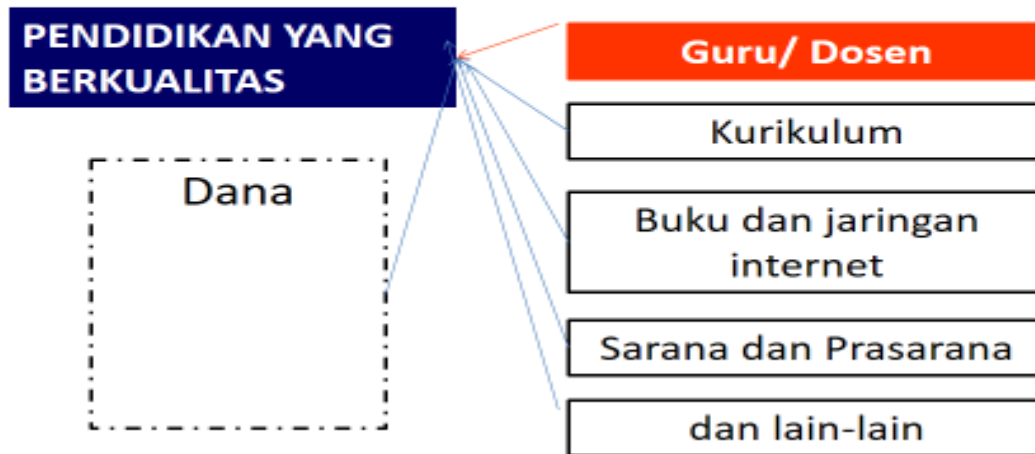 PENDIDIKAN YANG
BERKUALITAS
Dana
Guru/ Dosen
Kurikulum
Buku dan jaringan
internet
Sarana dan Prasarana
dan lain-lain